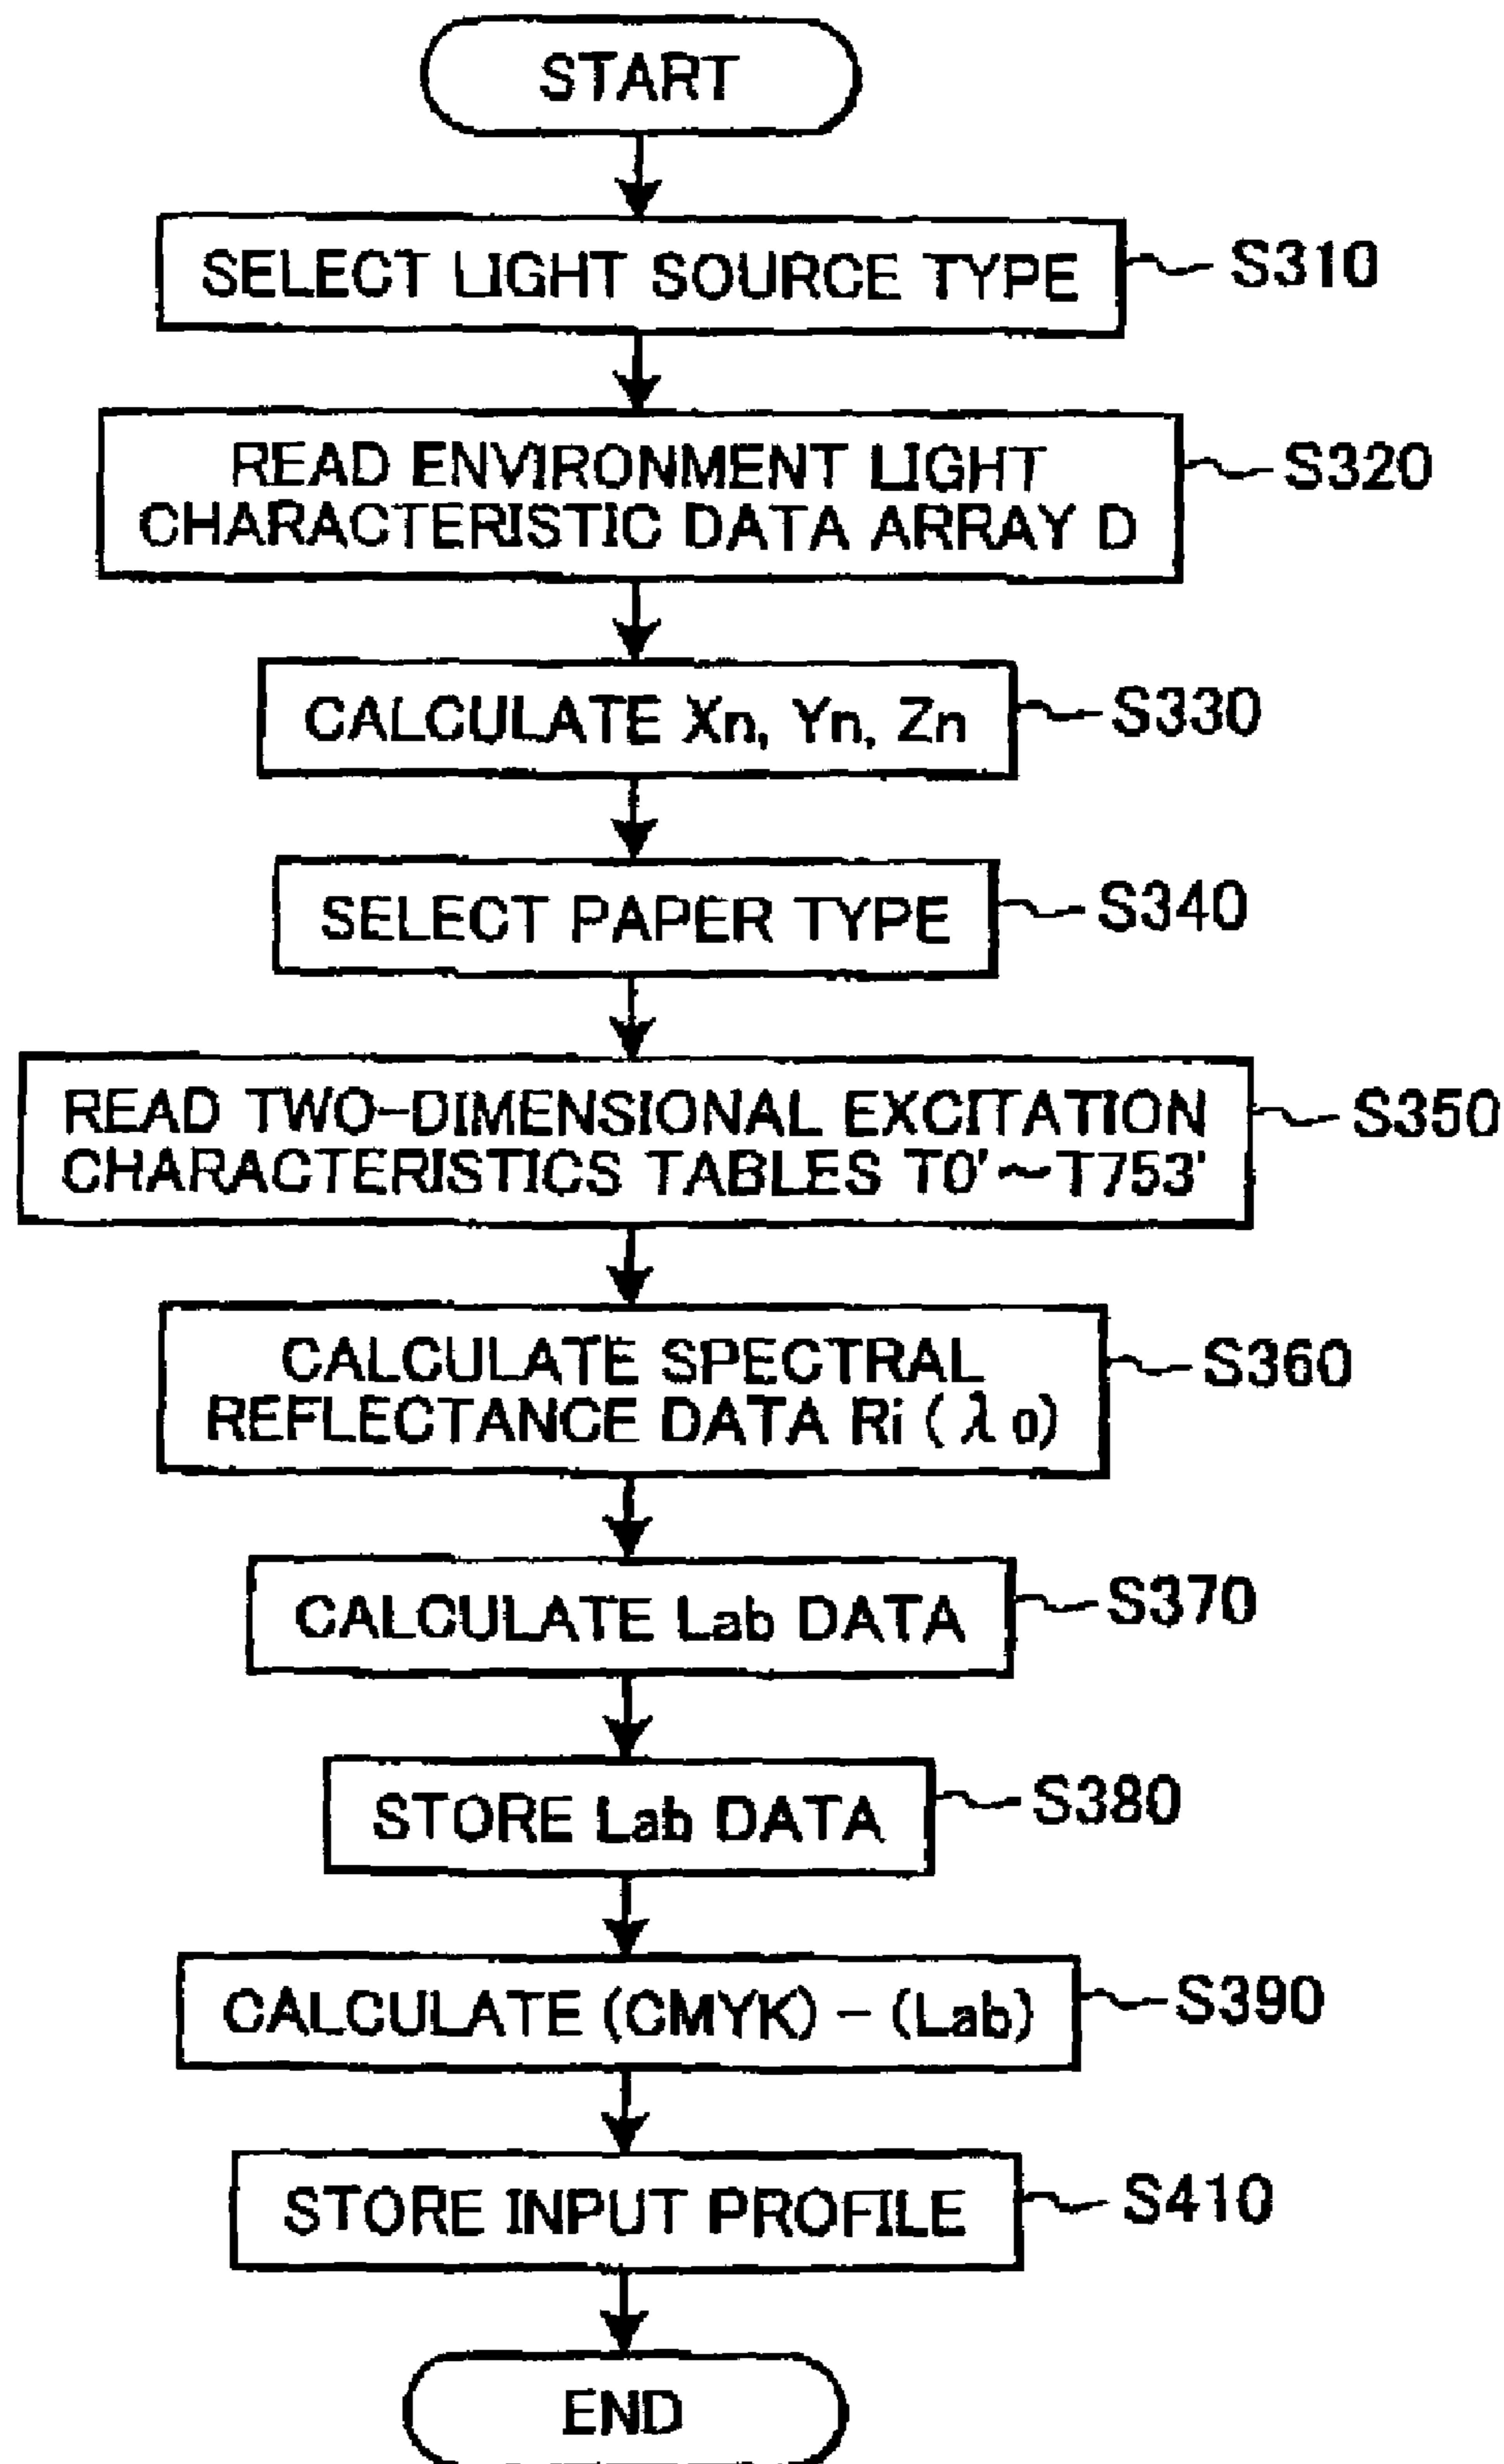 START
SELECT LIGHT SOURCE TYPE
S310
READ ENVIRONMENT LIGHT
CHARACTERISTIC DATA ARRAY D
S320
CALCULATE Xn, Yn, Zn
S330
SELECT PAPER TYPE
S340
READ TWO-DIMENSIONAL EXCITATION
CHARACTERISTICS TABLES T0'~T753'
S350
CALCULATE SPECTRAL
REFLECTANCE DATA Ri (λ0)
S360
CALCULATE Lab DATA
S370
STORE Lab DATA
S380
CALCULATE (CMYK) - (Lab)
S390
STORE INPUT PROFILE
S410
END